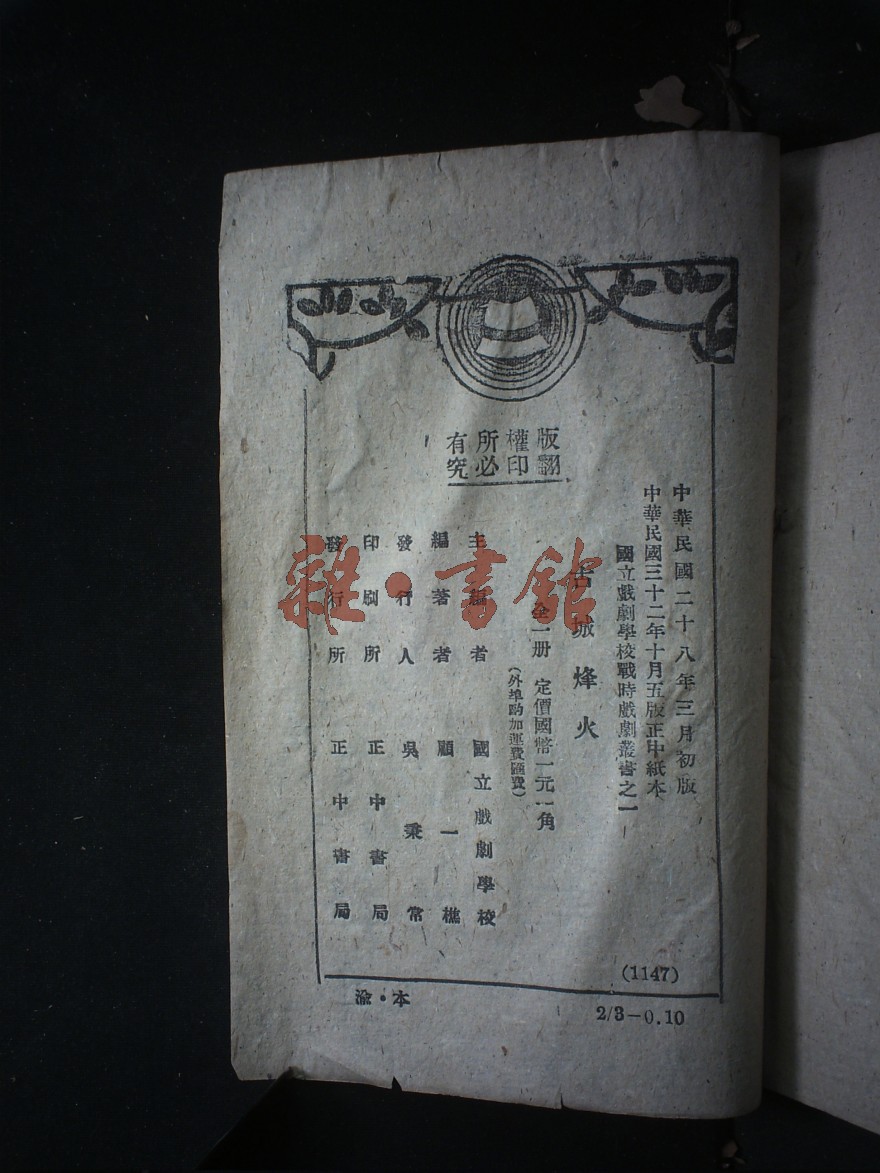 版權所有
翻印必究
中華民國二十八年三月初版
中華民國三十二年十月五版正中紙本
國立戲劇學校戰時戲劇叢書之一
古城烽火
全一册 定價國幣一元一角
(外埠酌加運費匯費)
主編者 國立戲劇學校
編著者 顧一樵
發行人 吳秉常
印刷所 正中書局
發行所 正中書局
(1147)
渝·本
2/3－0.10
雜·書館